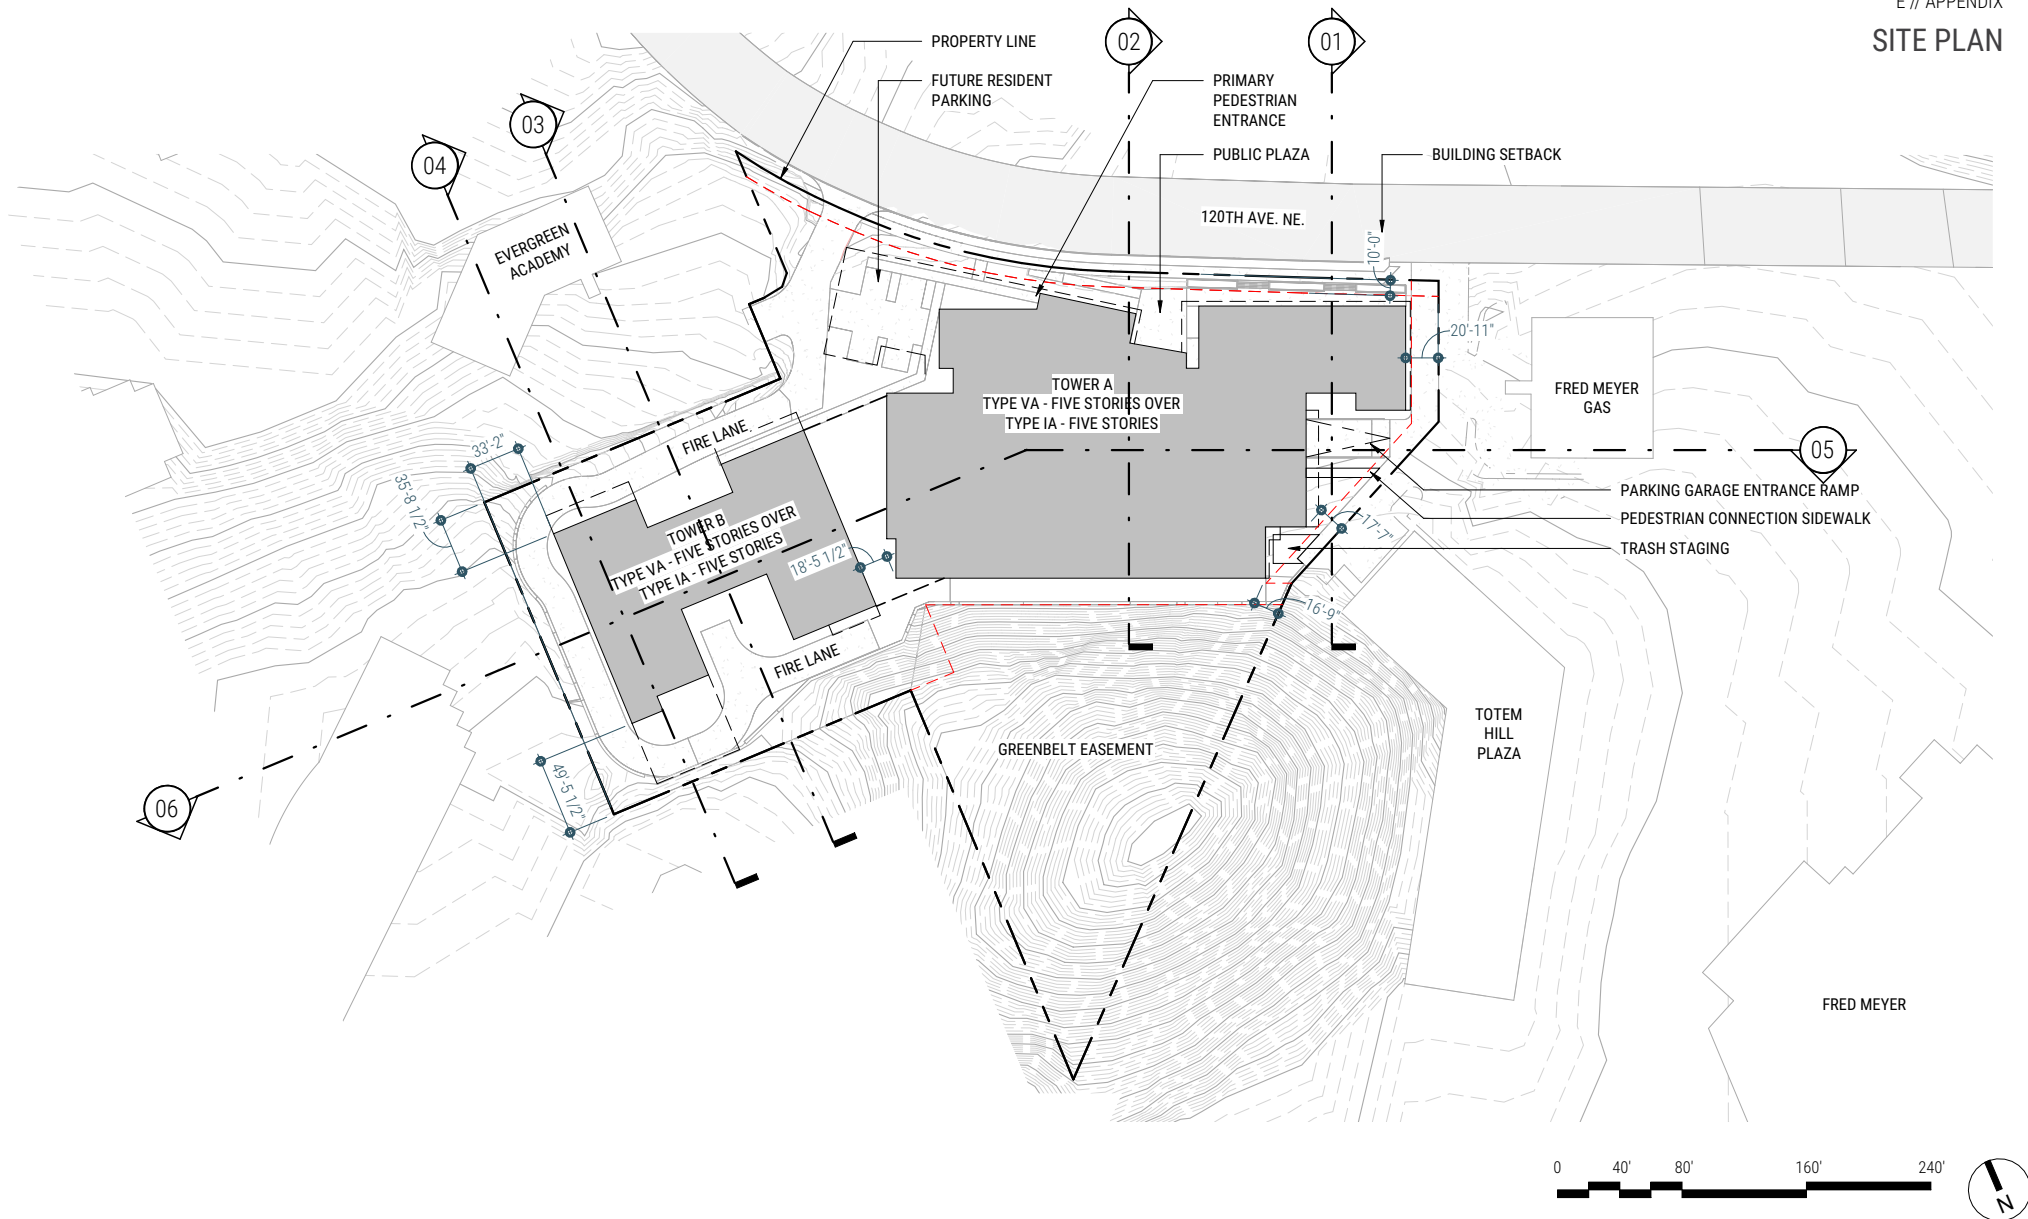 E // APPENDIX
SITE PLAN
02
01
PROPERTY LINE
FUTURE RESIDENT
PARKING
PRIMARY
PEDESTRIAN
ENTRANCE
03
04
PUBLIC PLAZA
BUILDING SETBACK
120TH AVE. NE.
10'-0"
EVERGREEN
ACADEMY
20'-11"
TOWER A
TYPE VA - FIVE STORIES OVER
TYPE IA - FIVE STORIES
FRED MEYER
GAS
FIRE LANE
33'-2"
35'-8 1/2"
05
PARKING GARAGE ENTRANCE RAMP
PEDESTRIAN CONNECTION SIDEWALK
TRASH STAGING
17'-7"
TOWER B
TYPE VA - FIVE STORIES OVER
TYPE IA - FIVE STORIES
18'-5 1/2"
16'-9"
FIRE LANE
TOTEM
HILL
PLAZA
GREENBELT EASEMENT
49'-5 1/2"
06
FRED MEYER
0 40' 80' 160' 240'
N